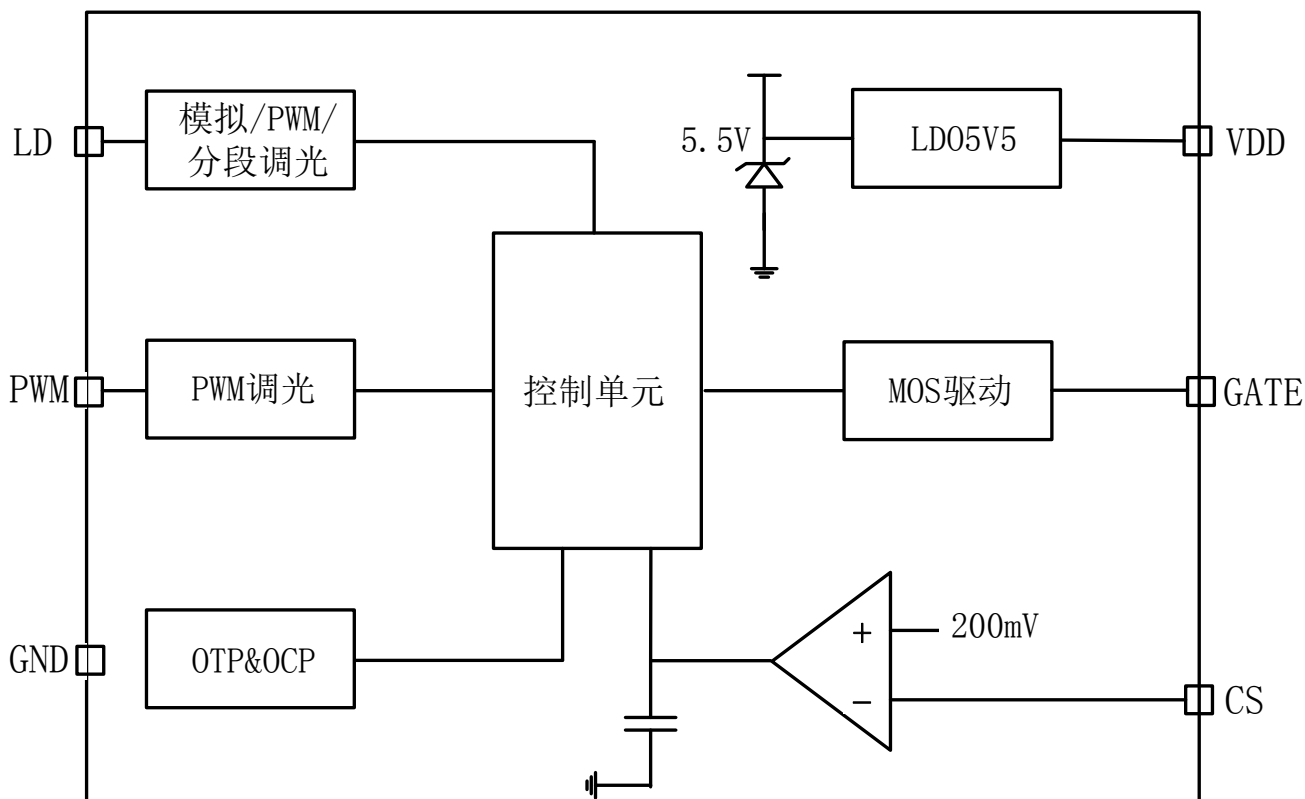 LD
模拟/PWM/
分段调光
5.5V
LDO5V5
VDD
PWM
PWM调光
控制单元
MOS驱动
GATE
GND
OTP&OCP
+
200mV
−
CS